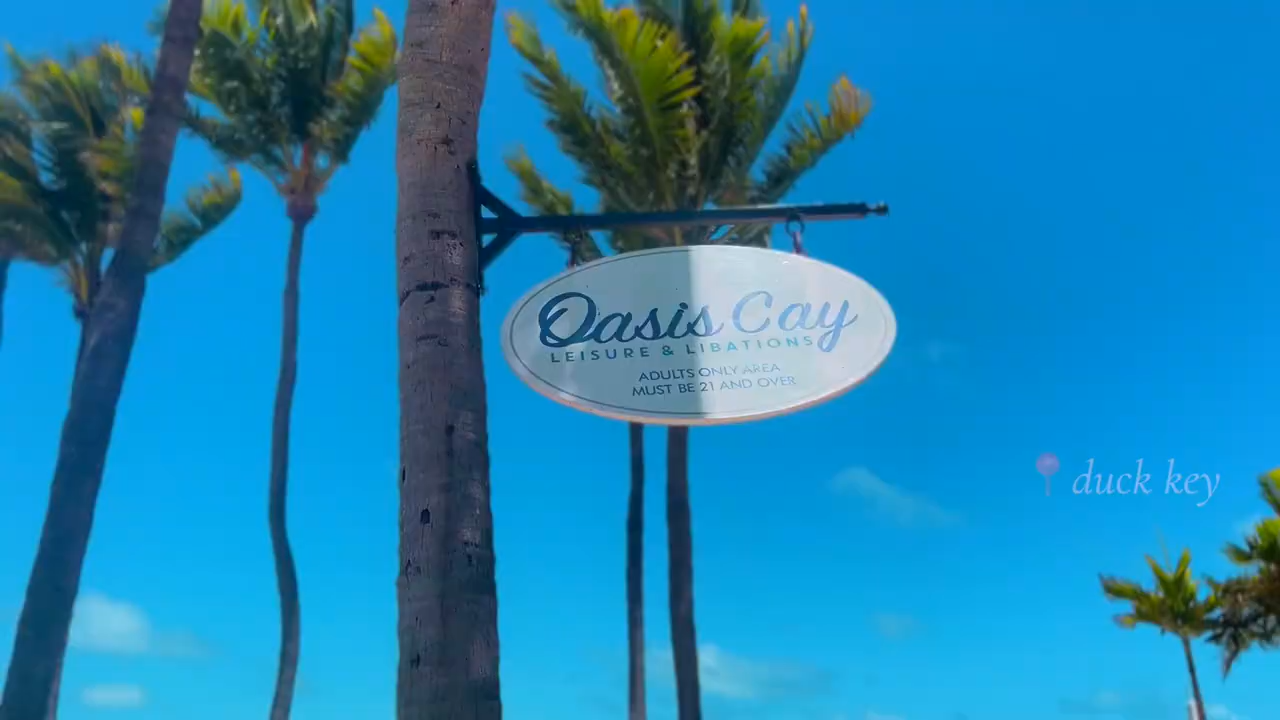 Oasis Cay
LEISURE & LIBATIONS
ADULTS ONLY AREA
MUST BE 21 AND OVER
duck key